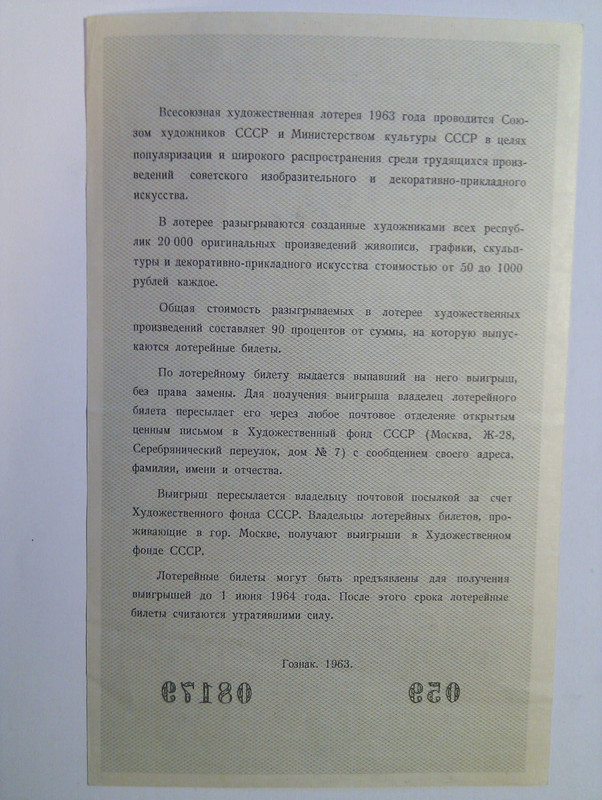 Всесоюзная художественная лотерея 1963 года проводится Сою-
зом художников СССР и Министерством культуры СССР в целях
популяризации и широкого распространения среди трудящихся произ-
ведений советского изобразительного и декоративно-прикладного
искусства.
В лотерее разыгрываются созданные художниками всех респуб-
лик 20 000 оригинальных произведений живописи, графики, скульп-
туры и декоративно-прикладного искусства стоимостью от 50 до 1000
рублей каждое.
Общая стоимость разыгрываемых в лотерее художественных
произведений составляет 90 процентов от суммы, на которую выпус-
каются лотерейные билеты.
По лотерейному билету выдается выпавший на него выигрыш,
без права замены. Для получения выигрыша владелец лотерейного
билета пересылает его через любое почтовое отделение открытым
ценным письмом в Художественный фонд СССР (Москва, Ж-28,
Серебрянический переулок, дом № 7) с сообщением своего адреса,
фамилии, имени и отчества.
Выигрыш пересылается владельцу почтовой посылкой за счет
Художественного фонда СССР. Владельцы лотерейных билетов, про-
живающие в гор. Москве, получают выигрыши в Художественном
фонде СССР.
Лотерейные билеты могут быть предъявлены для получения
выигрышей до 1 июня 1964 года. После этого срока лотерейные
билеты считаются утратившими силу.
Гознак. 1963.
08179 059